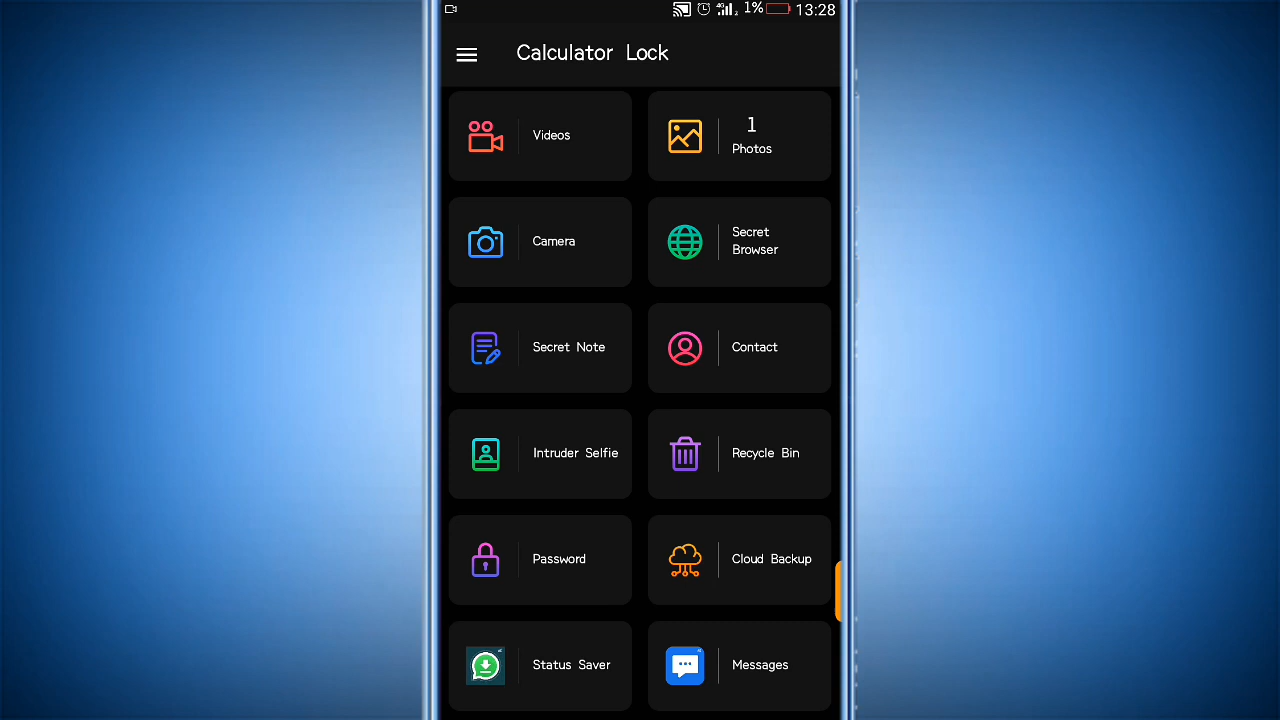 1% 13:28
Calculator Lock
Videos
1
Photos
Camera
Secret
Browser
Secret Note
Contact
Intruder Selfie
Recycle Bin
Password
Cloud Backup
Status Saver
Messages